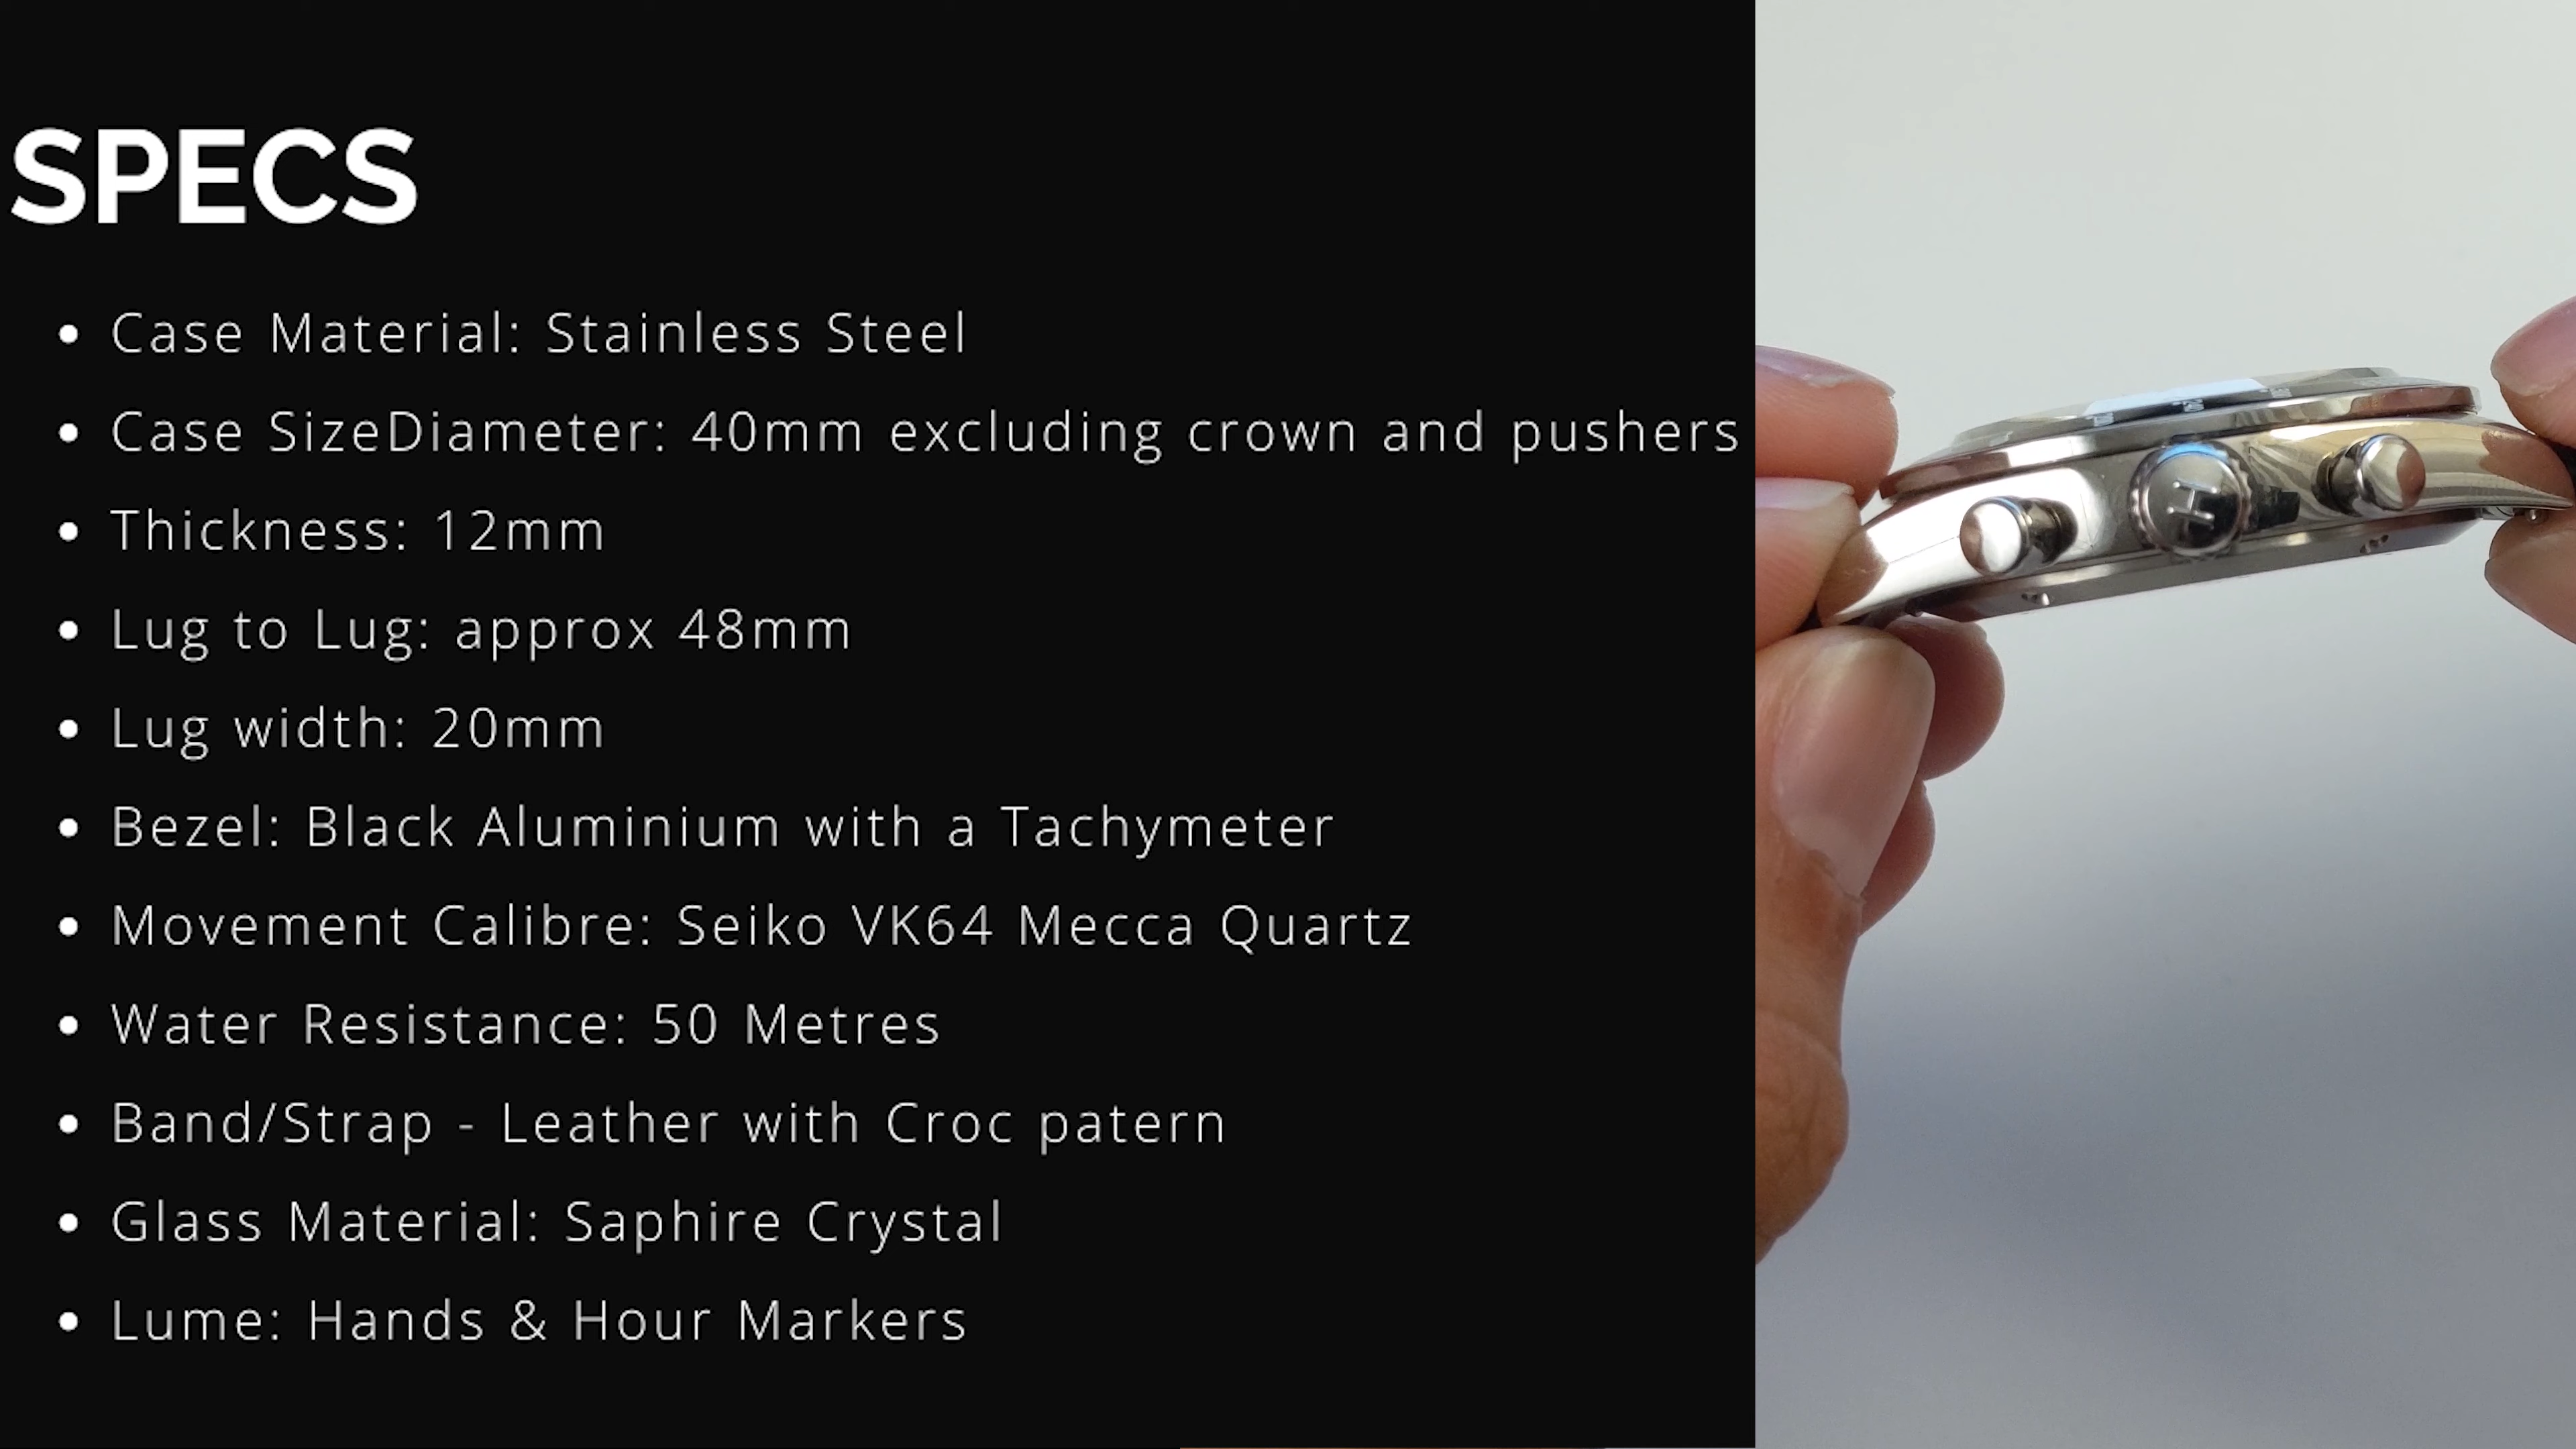 SPECS
Case Material: Stainless Steel
Case SizeDiameter: 40mm excluding crown and pushers
Thickness: 12mm
Lug to Lug: approx 48mm
Lug width: 20mm
Bezel: Black Aluminium with a Tachymeter
Movement Calibre: Seiko VK64 Mecca Quartz
Water Resistance: 50 Metres
Band/Strap - Leather with Croc patern
Glass Material: Saphire Crystal
Lume: Hands & Hour Markers
H